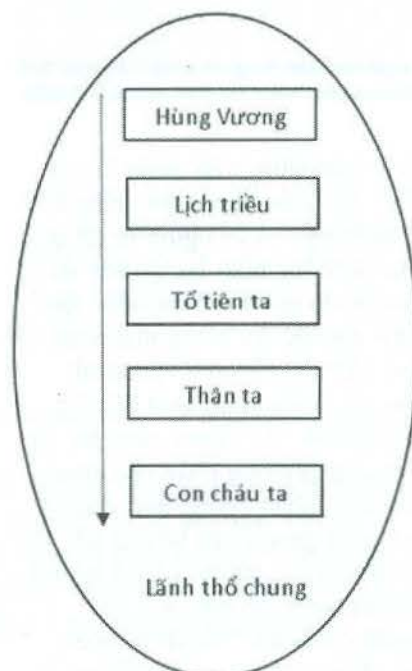 Hùng Vương
Lịch triều
Tổ tiên ta
Thân ta
Con cháu ta
Lãnh thổ chung